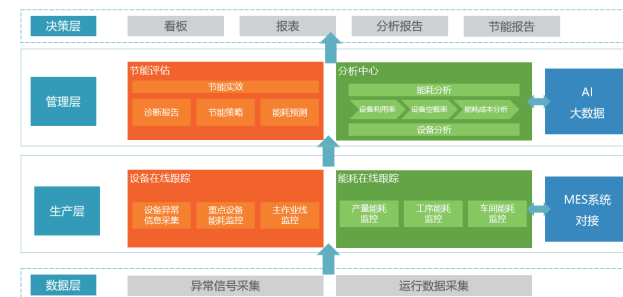 决策层
看板
报表
分析报告
节能报告
管理层
节能评估
节能实效
诊断报告
节能策略
能耗预测
分析中心
能耗分析
设备利用率
设备空载率
能耗成本分析
设备分析
AI
大数据
生产层
设备在线跟踪
设备异常
信息采集
重点设备
能耗监控
主作业线
监控
能耗在线跟踪
产量能耗
监控
工序能耗
监控
车间能耗
监控
MES系统
对接
数据层
异常信号采集
运行数据采集